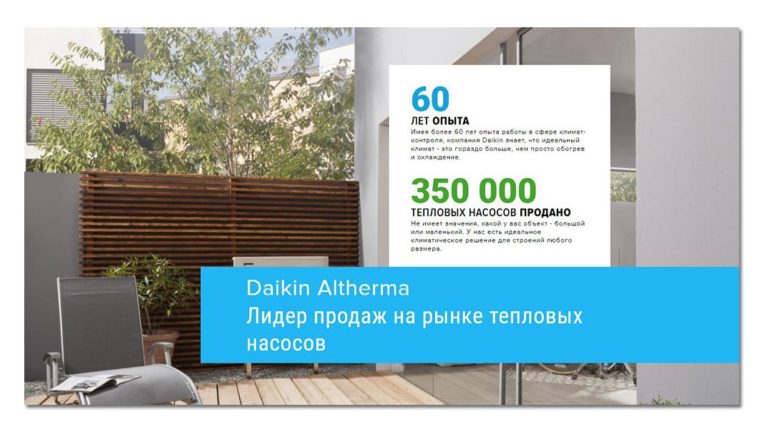 60
ЛЕТ ОПЫТА
Имея более 60 лет опыта работы в сфере климат-
контроля, компания Daikin знает, что идеальный
климат - это гораздо больше, чем просто обогрев
и охлаждение.
350 000
ТЕПЛОВЫХ НАСОСОВ ПРОДАНО
Не имеет значения, какой у вас объект - большой
или маленький. У нас есть идеальное
климатическое решение для строений любого
размера.
Daikin Altherma
Лидер продаж на рынке тепловых
насосов